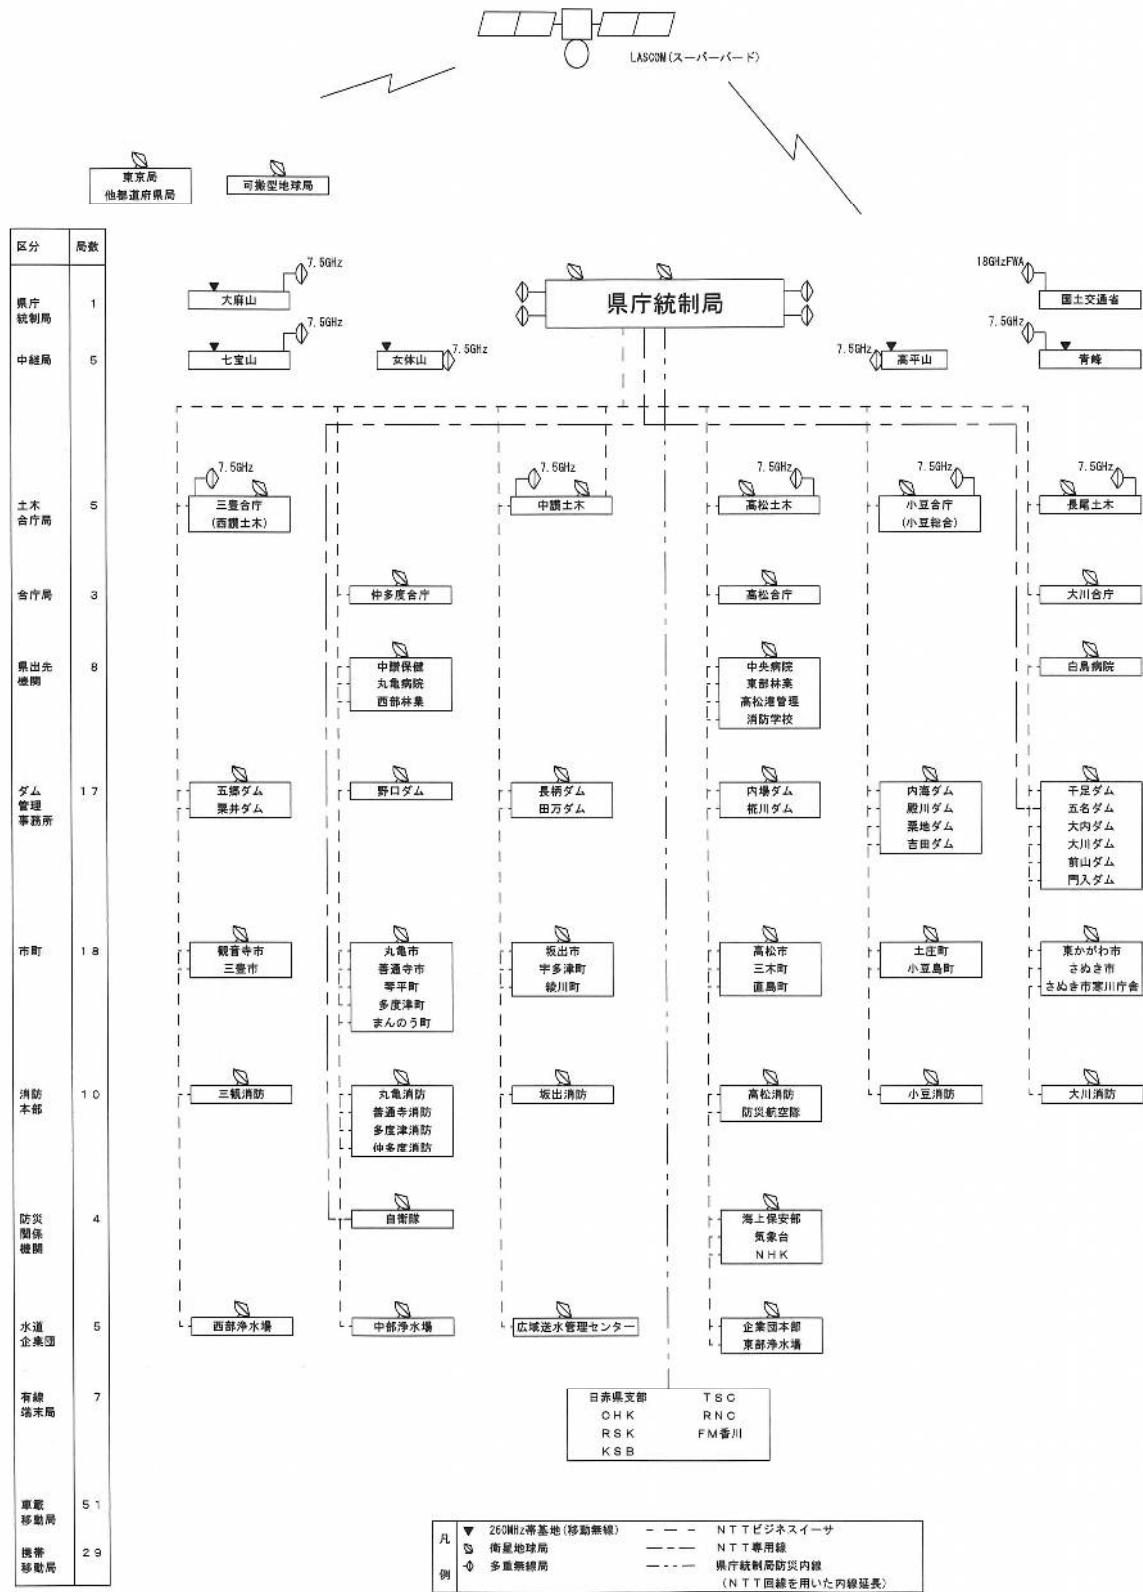 LASCOM(スーパーバード)
東京局
他都道府県局
可搬型地球局
区分 局数
7.5GHz
18GHzFWA
県庁
統制局
1
大麻山
県庁統制局
国土交通省
7.5GHz
7.5GHz
7.5GHz
7.5GHz
中継局 5
七宝山
女体山
高平山
青峰
7.5GHz
7.5GHz
7.5GHz
7.5GHz
7.5GHz
土木
合庁局
5
三豊合庁
(西讃土木)
中讃土木
高松土木
小豆合庁
(小豆総合)
長尾土木
合庁局 3
仲多度合庁
高松合庁
大川合庁
県出先
機関
8
中讃保健
丸亀病院
西部林業
中央病院
東部林業
高松港管理
消防学校
白鳥病院
ダム
管理
事務所
17
五郷ダム
粟井ダム
野口ダム
長柄ダム
田万ダム
内場ダム
椛川ダム
内海ダム
殿川ダム
粟地ダム
吉田ダム
千足ダム
五名ダム
大内ダム
大川ダム
前山ダム
門入ダム
市町 18
観音寺市
三豊市
丸亀市
善通寺市
琴平町
多度津町
まんのう町
坂出市
宇多津町
綾川町
高松市
三木町
直島町
土庄町
小豆島町
東かがわ市
さぬき市
さぬき市寒川庁舎
消防
本部
10
三観消防
丸亀消防
善通寺消防
多度津消防
仲多度消防
坂出消防
高松消防
防災航空隊
小豆消防
大川消防
防災
関係
機関
4
自衛隊
海上保安部
気象台
NHK
水道
企業団
5
西部浄水場
中部浄水場
広域送水管理センター
企業団本部
東部浄水場
有線
端末局
7
日赤県支部 TSC
CHK RNC
RSK FM香川
KSB
車載
移動局
51
携帯
移動局
29
凡
例
260MHz帯基地(移動無線)
衛星地球局
多重無線局
NTTビジネスイーサ
NTT専用線
県庁統制局防災内線
(NTT回線を用いた内線延長)